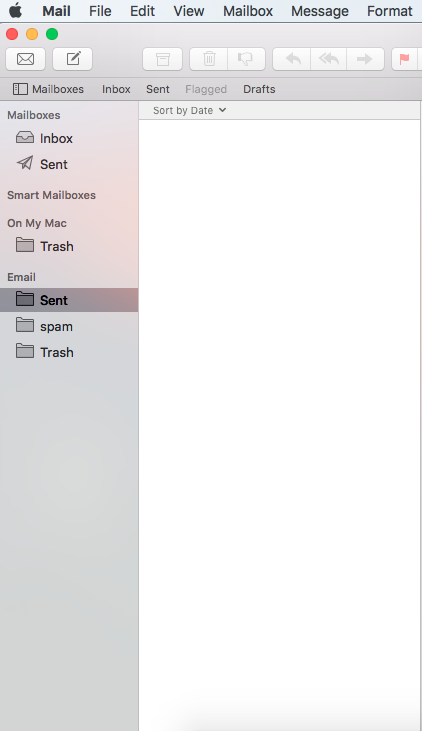 Mail File Edit View Mailbox Message Format
Mailboxes Inbox Sent Flagged Drafts
Mailboxes
Sort by Date
Inbox
Sent
Smart Mailboxes
On My Mac
Trash
Email
Sent
spam
Trash